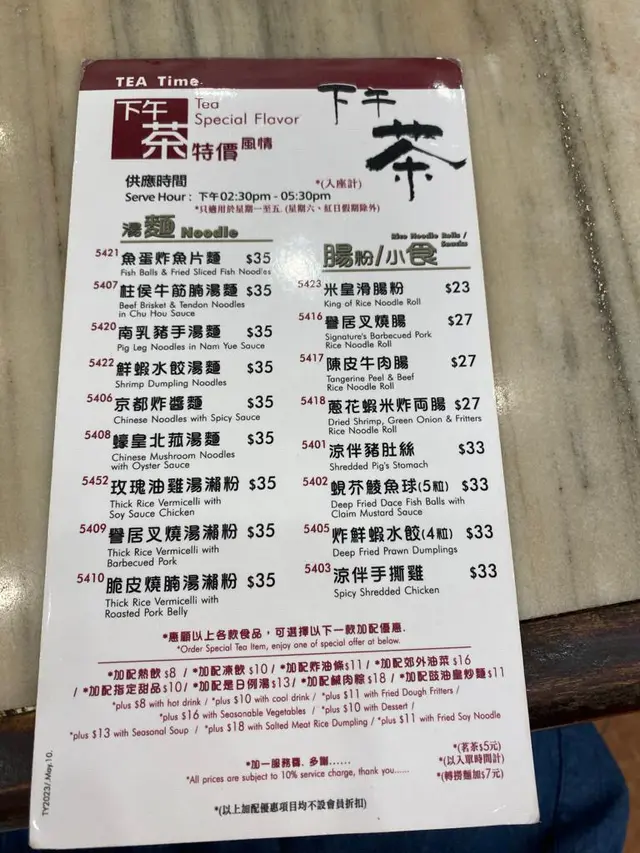 TEA Time
下午茶
下午
茶
Tea
Special Flavor
特價風情
供應時間 *(入座計)
Serve Hour : 下午02:30pm - 05:30pm
*只適用於星期一至五. (星期六、紅日假期除外)
湯麵 Noodle
5421 魚蛋炸魚片麵 $35
Fish Balls & Fried Sliced Fish Noodles
5407 柱侯牛筋腩湯麵 $35
Beef Brisket & Tendon Noodles
in Chu Hou Sauce
5420 南乳豬手湯麵 $35
Pig Leg Noodles in Nam Yue Sauce
5422 鮮蝦水餃湯麵 $35
Shrimp Dumpling Noodles
5406 京都炸醬麵 $35
Chinese Noodles with Spicy Sauce
5408 蠔皇北菰湯麵 $35
Chinese Mushroom Noodles
with Oyster Sauce
5452 玫瑰油雞湯瀨粉 $35
Thick Rice Vermicelli with
Soy Sauce Chicken
5409 譽居叉燒湯瀨粉 $35
Thick Rice Vermicelli with
Barbecued Pork
5410 脆皮燒腩湯瀨粉 $35
Thick Rice Vermicelli with
Roasted Pork Belly
Rice Noodle Rolls /
Snacks
腸粉/小食
5423 米皇滑腸粉 $23
King of Rice Noodle Roll
5416 譽居叉燒腸 $27
Signature's Barbecued Pork
Rice Noodle Roll
5417 陳皮牛肉腸 $27
Tangerine Peel & Beef
Rice Noodle Roll
5418 蔥花蝦米炸両腸 $27
Dried Shrimp, Green Onion & Fritters
Rice Noodle Roll
5401 涼伴豬肚絲 $33
Shredded Pig's Stomach
5402 蜆芥鯪魚球(5粒) $33
Deep Fried Dace Fish Balls with
Claim Mustard Sauce
5405 炸鮮蝦水餃(4粒) $33
Deep Fried Prawn Dumplings
5403 涼伴手撕雞 $33
Spicy Shredded Chicken
*惠顧以上各款食品，可選擇以下一款加配優惠.
*Order Special Tea Item, enjoy one of special offer at below.
*加配熱飲 $8 / *加配凍飲 $10 / *加配炸油條$11 / *加配郊外油菜 $16
/ *加配指定甜品$10/ *加配是日例湯$13/ *加配鹹肉粽 $18 / *加配豉油皇炒麵$11
*plus $8 with hot drink / *plus $10 with cool drink / *plus $11 with Fried Dough Fritters /
*plus $16 with Seasonable Vegetables / *plus $10 with Dessert /
*plus $13 with Seasonal Soup / *plus $18 with Salted Meat Rice Dumpling / *plus $11 with Fried Soy Noodle
*加一服務費. 多謝......
*All prices are subject to 10% service charge, thank you......
*(茗茶$5元)
*(以入單時間計)
*(轉撈麵加$7元)
*(以上加配優惠項目均不設會員折扣)
TY2023/.May.10.